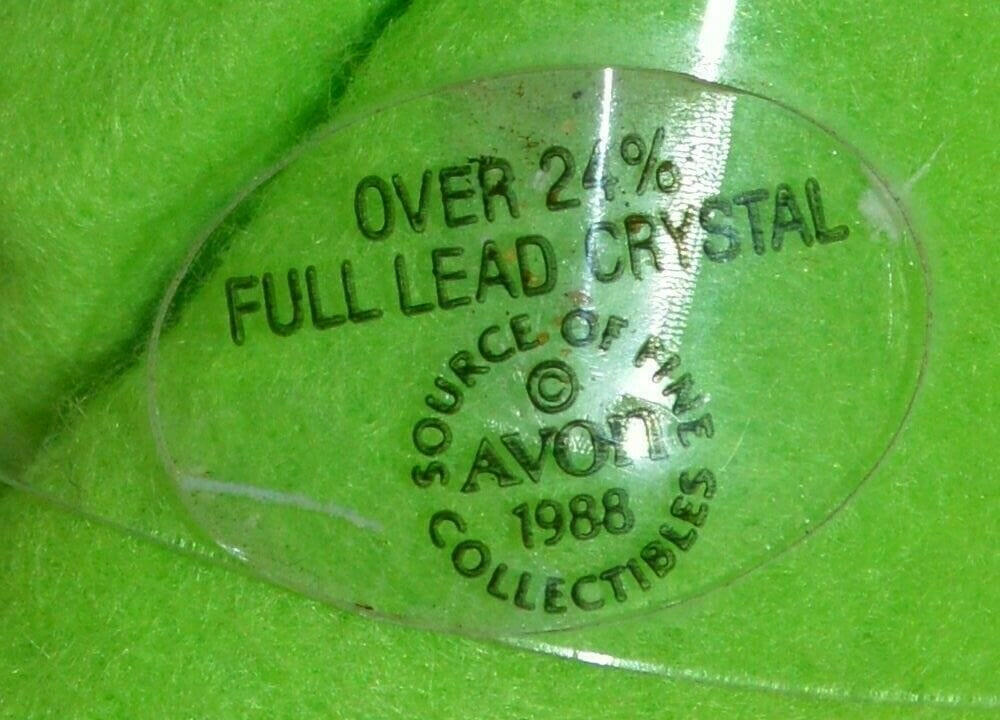 OVER 24%
FULL LEAD CRYSTAL
SOURCE OF FINE
©
AVON
1988
COLLECTIBLES